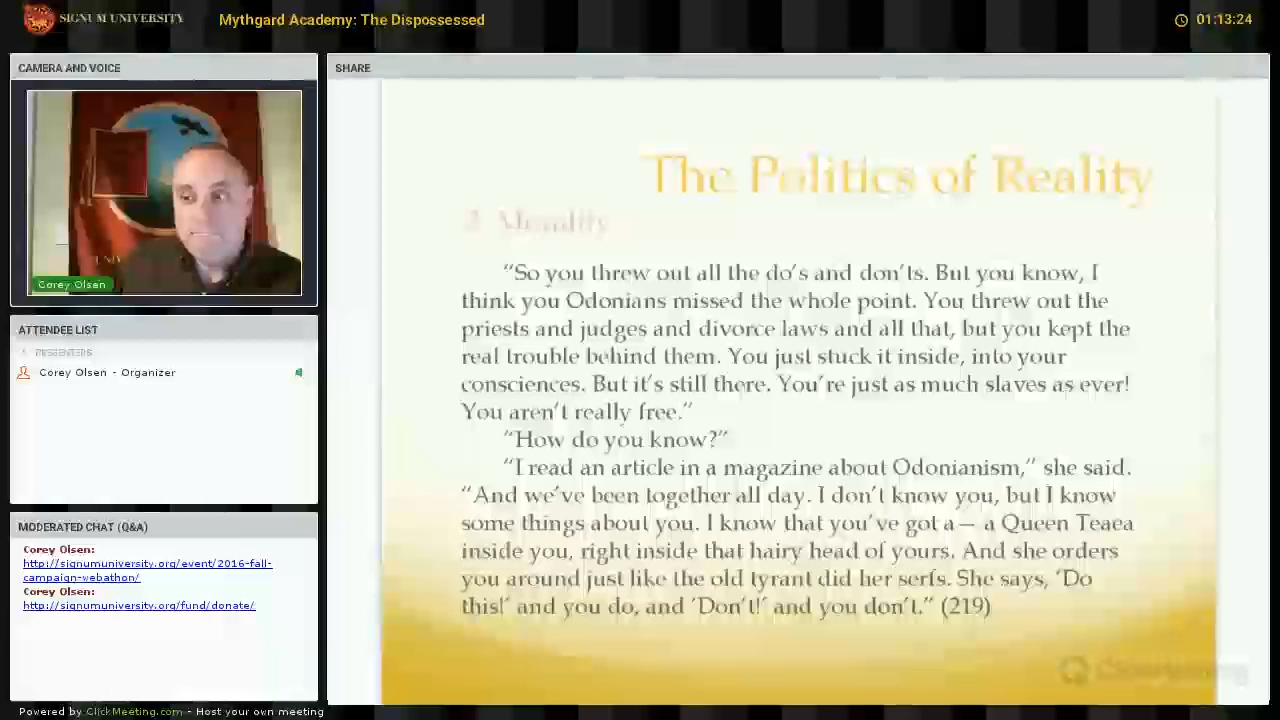 SIGNUM UNIVERSITY
Mythgard Academy: The Dispossessed
01:13:24
CAMERA AND VOICE
Corey Olsen
ATTENDEE LIST
PRESENTERS
Corey Olsen - Organizer
MODERATED CHAT (Q&A)
Corey Olsen:
http://signumuniversity.org/event/2016-fall-
campaign-webathon/
Corey Olsen:
http://signumuniversity.org/fund/donate/
SHARE
The Politics of Reality
“So you threw out all the do’s and don’ts. But you know, I
think you Odonians missed the whole point. You threw out the
priests and judges and divorce laws and all that, but you kept the
real trouble behind them. You just stuck it inside, into your
consciences. But it’s still there. You’re just as much slaves as ever!
You aren’t really free.”
“How do you know?”
“I read an article in a magazine about Odonianism,” she said.
“And we’ve been together all day. I don’t know you, but I know
some things about you. I know that you’ve got a— a Queen Teaea
inside you, right inside that hairy head of yours. And she orders
you around just like the old tyrant did her serfs. She says, ‘Do
this!’ and you do, and ‘Don’t!’ and you don’t.” (219)
Powered by ClickMeeting.com - Host your own meeting